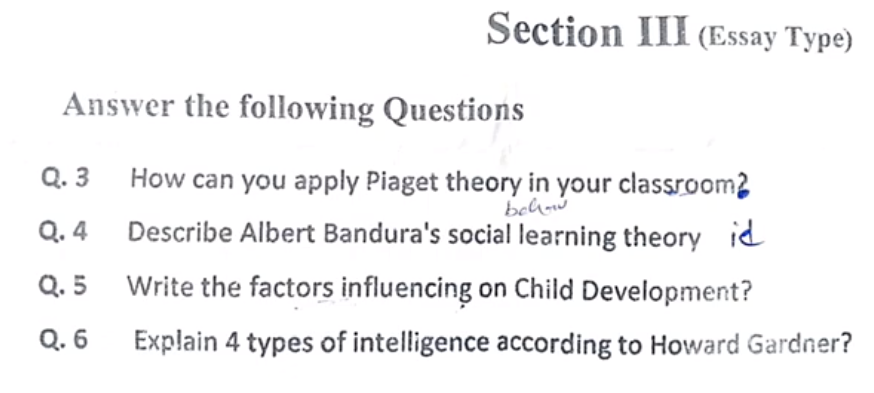 Section III (Essay Type)
Answer the following Questions
Q. 3 How can you apply Piaget theory in your classroom?
Q. 4 Describe Albert Bandura's social learning theory id
Q. 5 Write the factors influencing on Child Development?
Q. 6 Explain 4 types of intelligence according to Howard Gardner?